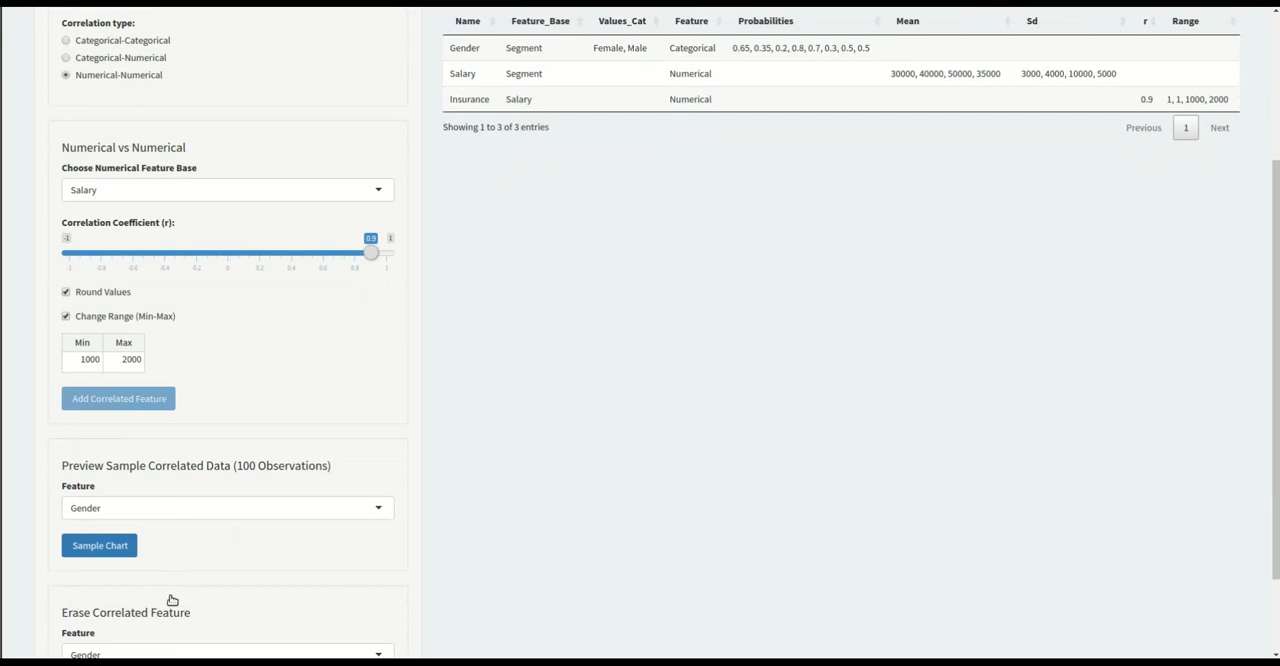 Correlation type:
Categorical-Categorical
Categorical-Numerical
Numerical-Numerical
Numerical vs Numerical
Choose Numerical Feature Base
Salary
Correlation Coefficient (r):
-1 0.9 1
-1 -0.8 -0.6 -0.4 -0.2 0 0.2 0.4 0.6 0.8 1
Round Values
Change Range (Min-Max)
Min Max
1000 2000
Add Correlated Feature
Preview Sample Correlated Data (100 Observations)
Feature
Gender
Sample Chart
Erase Correlated Feature
Feature
Gender
Name Feature_Base Values_Cat Feature Probabilities Mean Sd r Range
Gender Segment Female, Male Categorical 0.65, 0.35, 0.2, 0.8, 0.7, 0.3, 0.5, 0.5
Salary Segment Numerical 30000, 40000, 50000, 35000 3000, 4000, 10000, 5000
Insurance Salary Numerical 0.9 1, 1, 1000, 2000
Showing 1 to 3 of 3 entries
Previous 1 Next